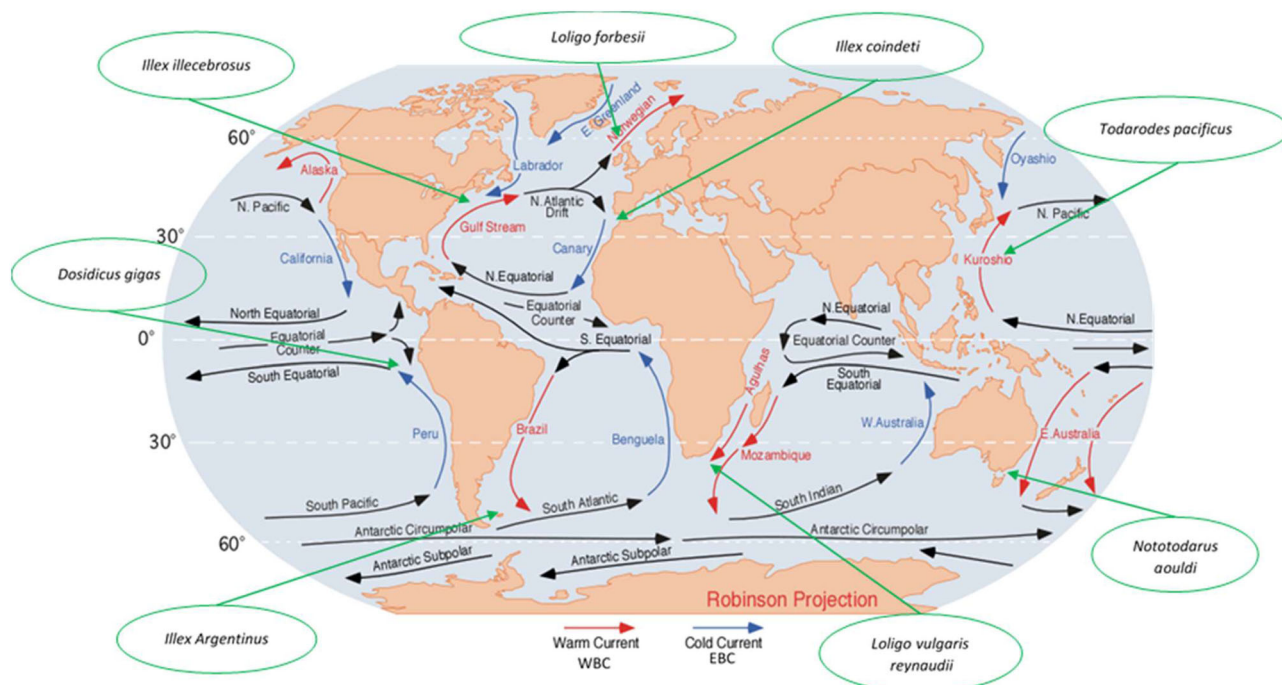 Loligo forbesii
Illex coindeti
Illex illecebrosus
Todarodes pacificus
Dosidicus gigas
60°
Alaska
Labrador
E. Greenland
Norwegian
Oyashio
N. Pacific
N. Atlantic
Drift
N. Pacific
30°
Gulf Stream
California
Canary
Kuroshio
N.Equatorial
North Equatorial
Equatorial
Counter
N. Equatorial
N.Equatorial
0°
Equatorial
Counter
S. Equatorial
Equatorial Counter
South Equatorial
South
Equatorial
Agulhas
Peru
Brazil
Benguela
W.Australia
E.Australia
30°
Mozambique
South Pacific
South Atlantic
South Indian
Antarctic Circumpolar
Antarctic Circumpolar
60°
Antarctic Subpolar
Antarctic Subpolar
Nototodarus
aouldi
Robinson Projection
Illex Argentinus
Warm Current
WBC
Cold Current
EBC
Loligo vulgaris
reynaudii